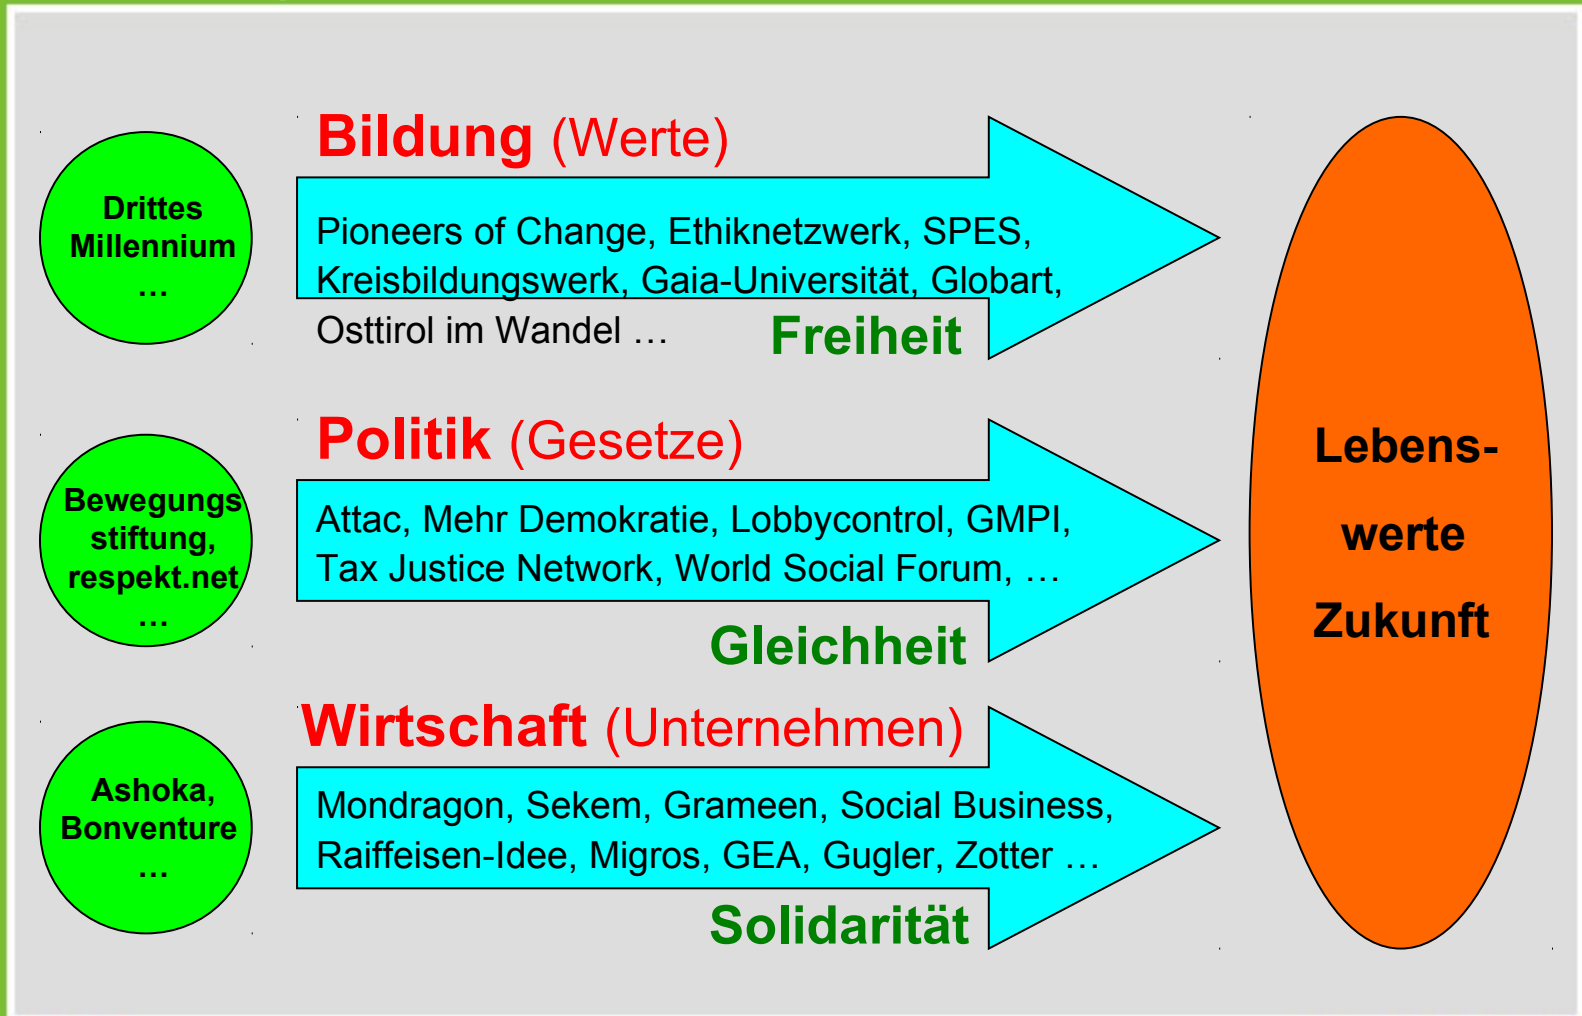 Bildung (Werte)
Drittes
Millennium
…
Pioneers of Change, Ethiknetzwerk, SPES,
Kreisbildungswerk, Gaia-Universität, Globart,
Osttirol im Wandel …
Freiheit
Politik (Gesetze)
Bewegungs
stiftung,
respekt.net
…
Attac, Mehr Demokratie, Lobbycontrol, GMPI,
Tax Justice Network, World Social Forum, …
Gleichheit
Wirtschaft (Unternehmen)
Ashoka,
Bonventure
…
Mondragon, Sekem, Grameen, Social Business,
Raiffeisen-Idee, Migros, GEA, Gugler, Zotter …
Solidarität
Lebens-
werte
Zukunft